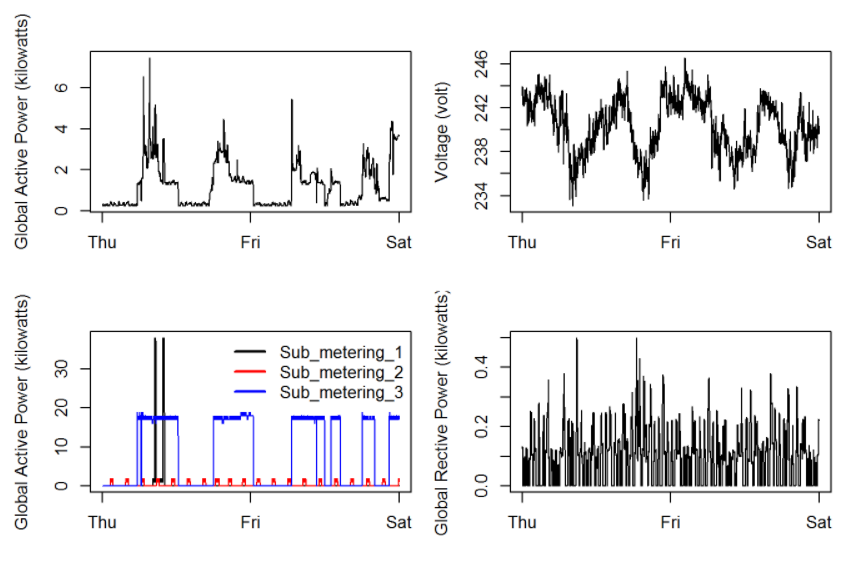 Global Active Power (kilowatts)
6
4
2
0
Thu Fri Sat
Voltage (volt)
246
242
238
234
Thu Fri Sat
Global Active Power (kilowatts)
30
20
10
0
Sub_metering_1
Sub_metering_2
Sub_metering_3
Thu Fri Sat
Global Rective Power (kilowatts)
0.4
0.2
0.0
Thu Fri Sat